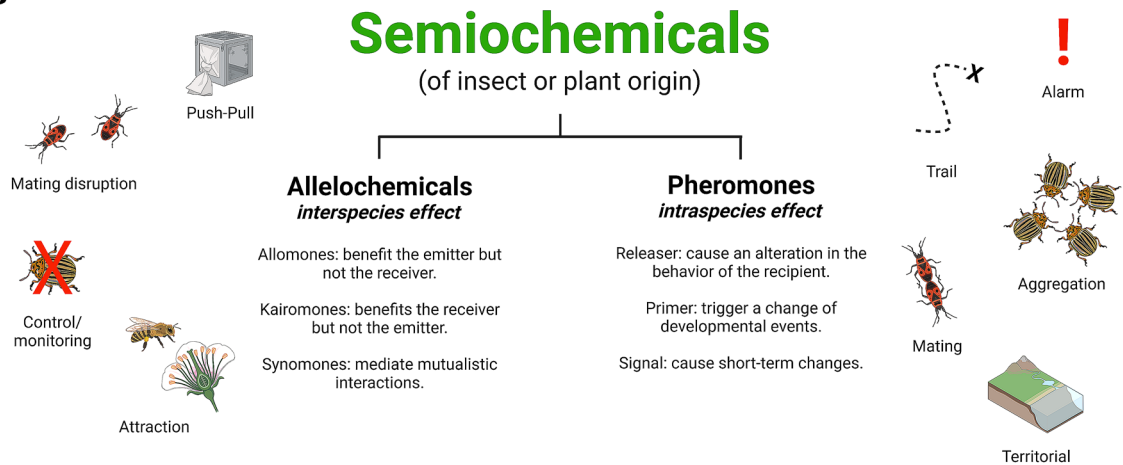 Semiochemicals
(of insect or plant origin)
Push-Pull
Mating disruption
Control/
monitoring
Attraction
Allelochemicals
interspecies effect
Allomones: benefit the emitter but
not the receiver.
Kairomones: benefits the receiver
but not the emitter.
Synomones: mediate mutualistic
interactions.
Pheromones
intraspecies effect
Releaser: cause an alteration in the
behavior of the recipient.
Primer: trigger a change of
developmental events.
Signal: cause short-term changes.
X
Trail
!
Alarm
Aggregation
Mating
Territorial